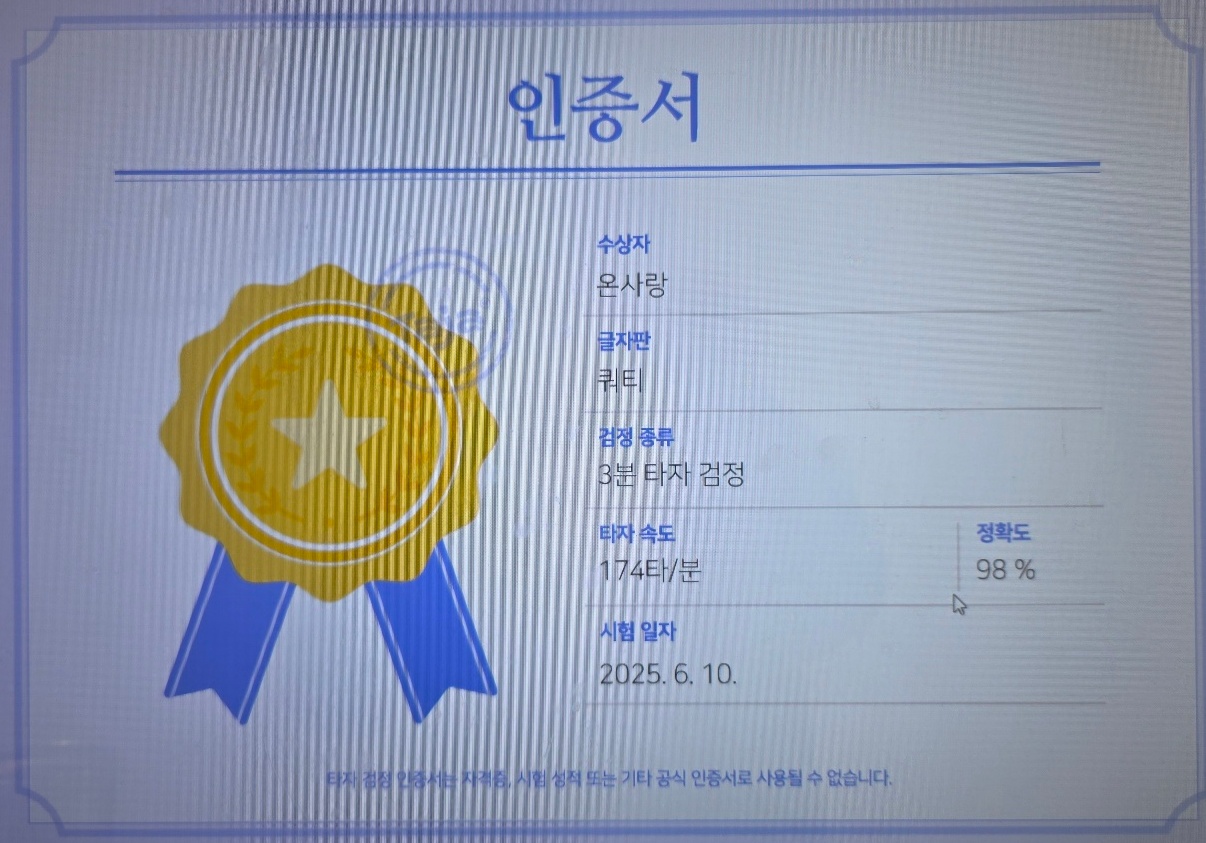 인증서
수상자
온사랑
글자판
쿼티
검정 종류
3분 타자 검정
타자 속도
174타/분
정확도
98 %
시험 일자
2025. 6. 10.
타자 검정 인증서는 자격증, 시험 성적 또는 기타 공식 인증서로 사용될 수 없습니다.